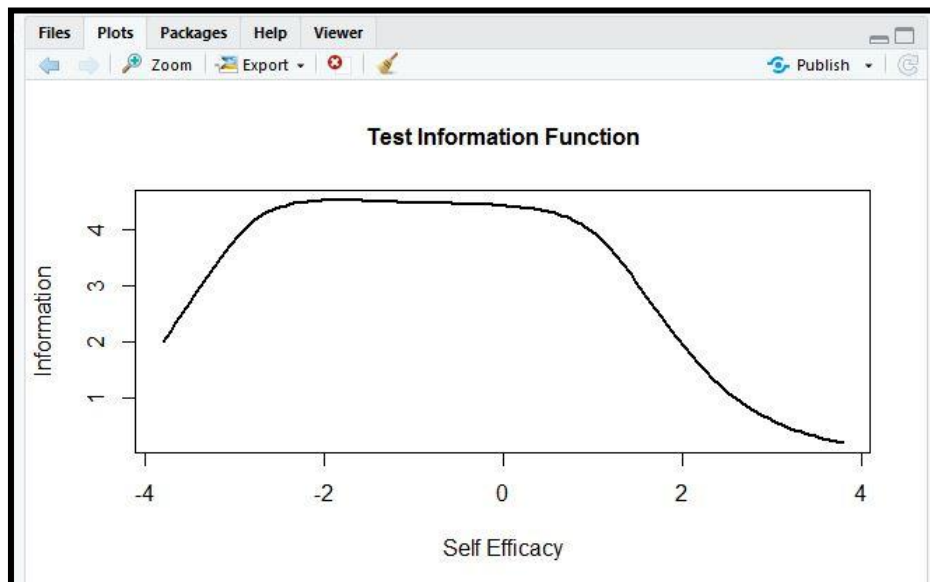 Files Plots Packages Help Viewer
Zoom Export Publish
Test Information Function
Information
4
3
2
1
-4 -2 0 2 4
Self Efficacy